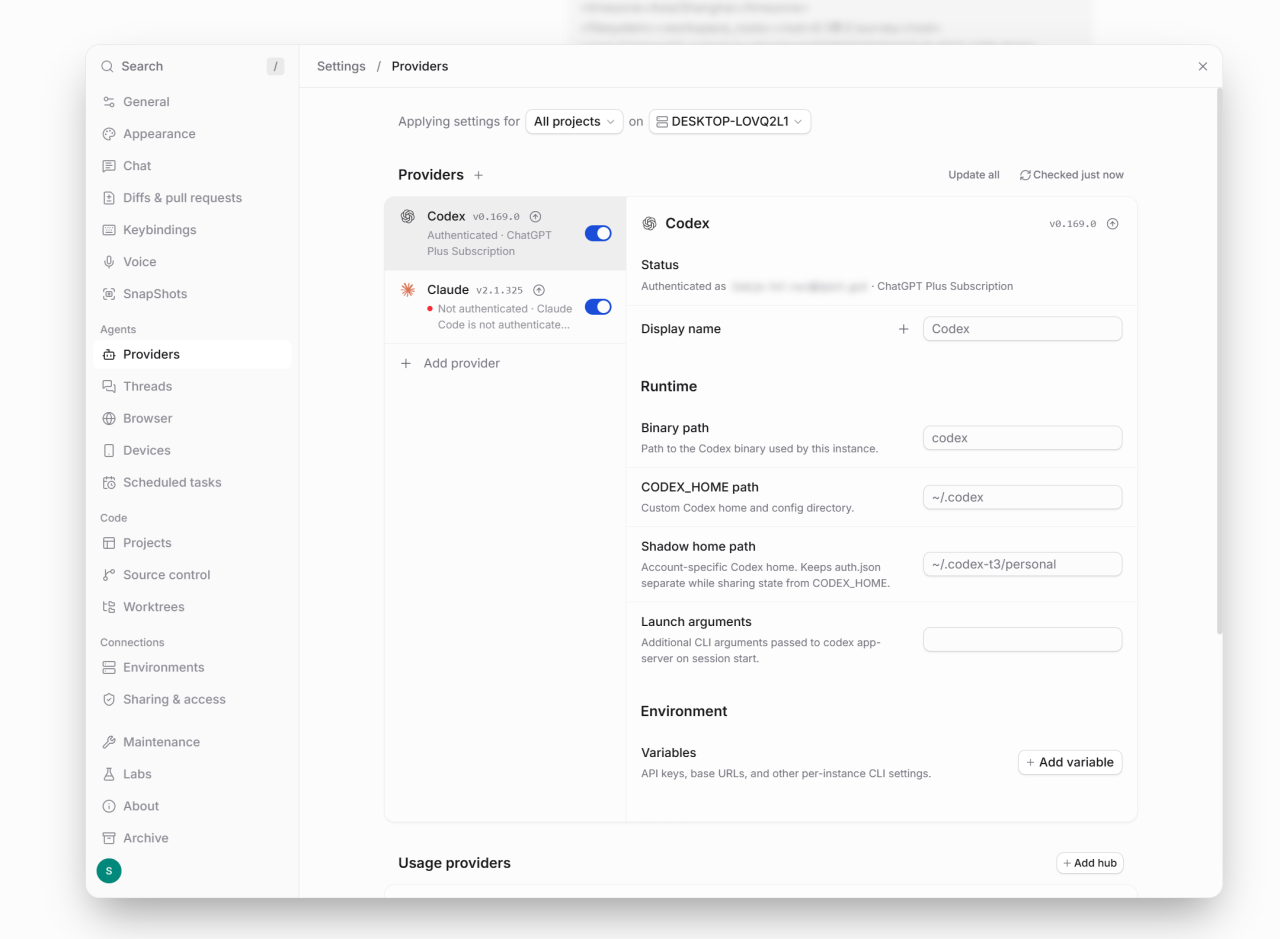 Search /
Settings / Providers
General
Appearance
Chat
Diffs & pull requests
Keybindings
Voice
SnapShots
Agents
Providers
Threads
Browser
Devices
Scheduled tasks
Code
Projects
Source control
Worktrees
Connections
Environments
Sharing & access
Maintenance
Labs
About
Archive
S
Applying settings for All projects on DESKTOP-LOVQ2L1
Providers +
Update all Checked just now
Codex v0.169.0
Authenticated · ChatGPT
Plus Subscription
Claude v2.1.325
Not authenticated · Claude
Code is not authenticate...
+ Add provider
Codex v0.169.0
Status
Authenticated as · ChatGPT Plus Subscription
Display name + Codex
Runtime
Binary path
Path to the Codex binary used by this instance.
codex
CODEX_HOME path
Custom Codex home and config directory.
~/.codex
Shadow home path
Account-specific Codex home. Keeps auth.json
separate while sharing state from CODEX_HOME.
~/.codex-t3/personal
Launch arguments
Additional CLI arguments passed to codex app-
server on session start.
Environment
Variables
API keys, base URLs, and other per-instance CLI settings.
+ Add variable
Usage providers
+ Add hub